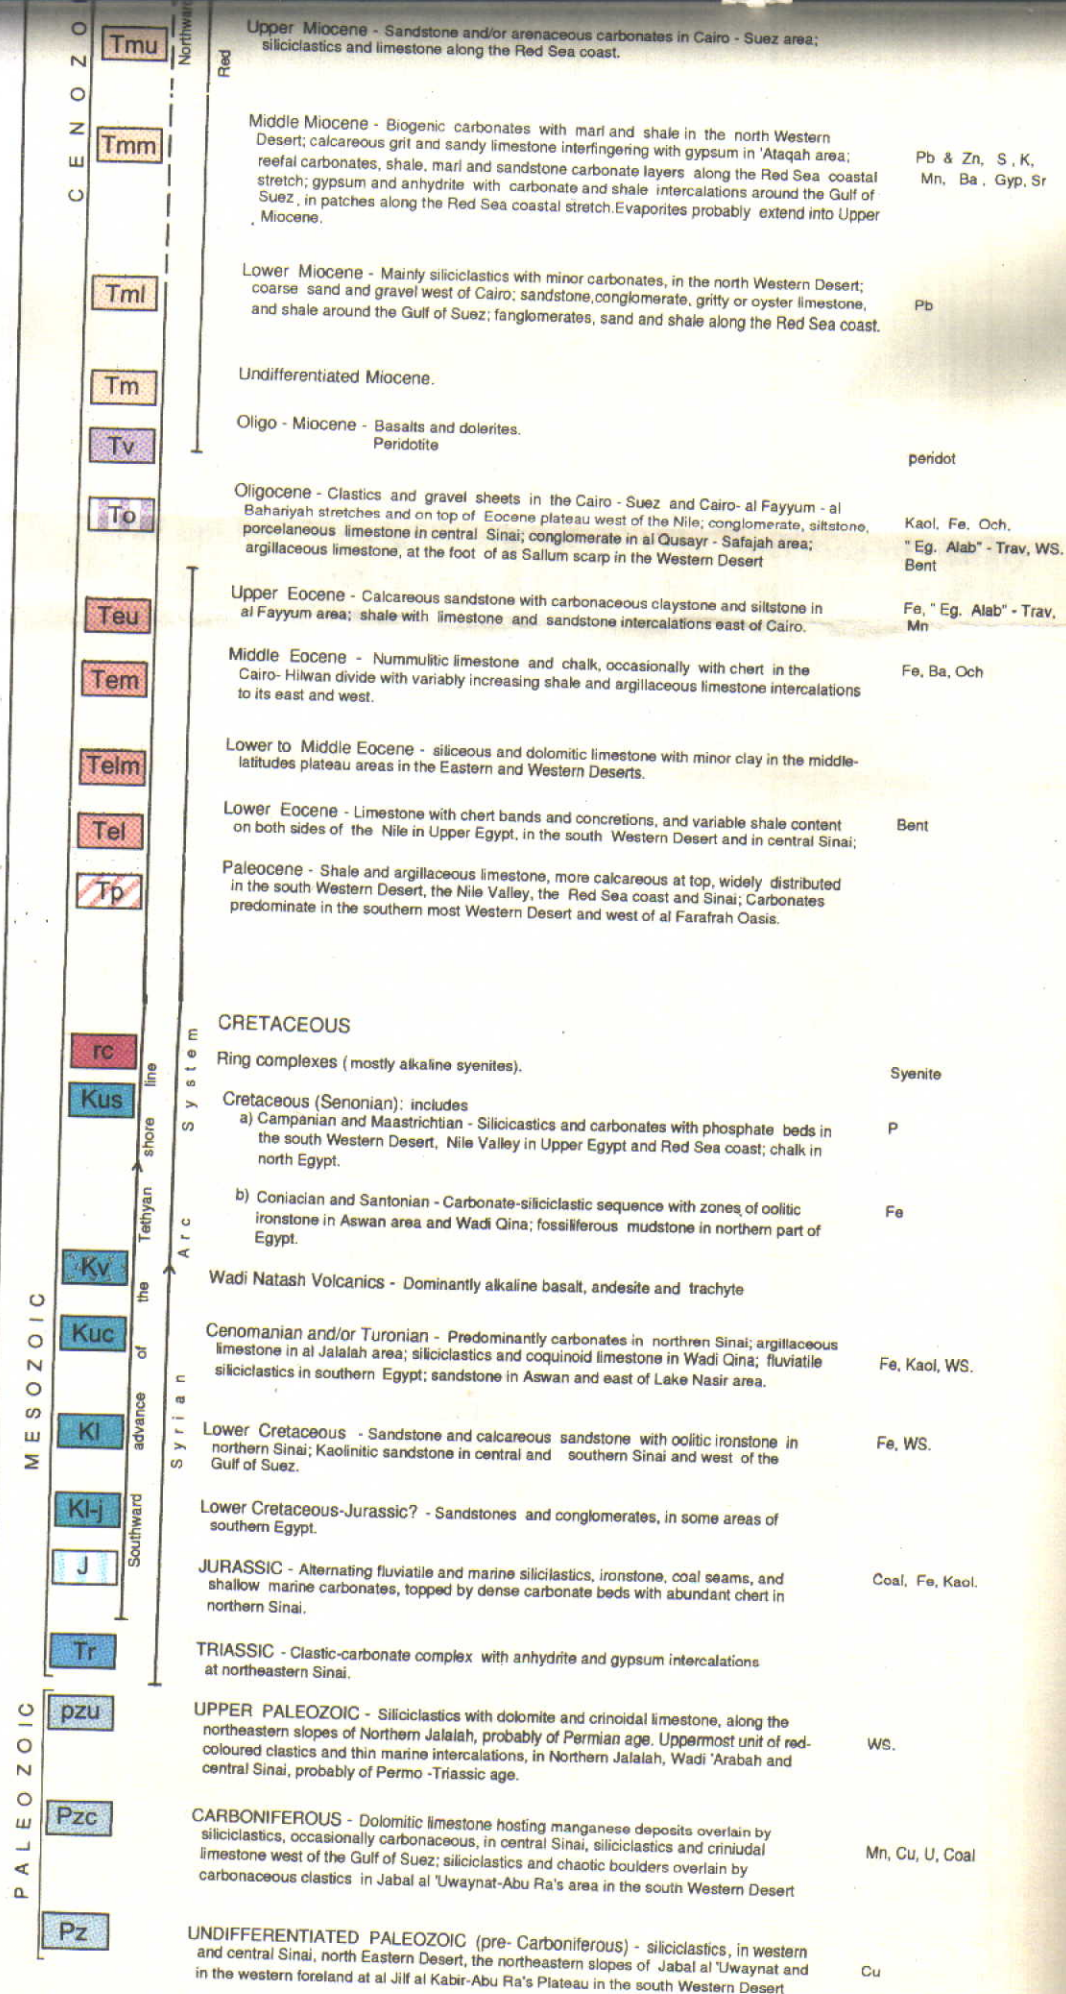 CENOZO
Northward
Red
Tmu
Upper Miocene - Sandstone and/or arenaceous carbonates in Cairo - Suez area;
siliciclastics and limestone along the Red Sea coast.
Tmm
Middle Miocene - Biogenic carbonates with marl and shale in the north Western
Desert; calcareous grit and sandy limestone interfingering with gypsum in 'Ataqah area;
reefal carbonates, shale, marl and sandstone carbonate layers along the Red Sea coastal
stretch; gypsum and anhydrite with carbonate and shale intercalations around the Gulf of
Suez, in patches along the Red Sea coastal stretch.Evaporites probably extend into Upper
Miocene.
Pb & Zn, S , K,
Mn, Ba , Gyp, Sr
Tml
Lower Miocene - Mainly siliciclastics with minor carbonates, in the north Western Desert;
coarse sand and gravel west of Cairo; sandstone,conglomerate, gritty or oyster limestone,
and shale around the Gulf of Suez; fanglomerates, sand and shale along the Red Sea coast.
Pb
Tm
Undifferentiated Miocene.
Tv
Oligo - Miocene - Basalts and dolerites.
Peridotite
peridot
To
Oligocene - Clastics and gravel sheets in the Cairo - Suez and Cairo- al Fayyum - al
Bahariyah stretches and on top of Eocene plateau west of the Nile; conglomerate, siltstone,
porcelanous limestone in central Sinai; conglomerate in al Qusayr - Safajah area;
argillaceous limestone, at the foot of as Sallum scarp in the Western Desert
Kaol, Fe, Och,
" Eg. Alab" - Trav, WS.
Bent
Teu
Upper Eocene - Calcareous sandstone with carbonaceous claystone and siltstone in
al Fayyum area; shale with limestone and sandstone intercalations east of Cairo.
Fe, " Eg. Alab" - Trav,
Mn
Tem
Middle Eocene - Nummulitic limestone and chalk, occasionally with chert in the
Cairo- Hilwan divide with variably increasing shale and argillaceous limestone intercalations
to its east and west.
Fe, Ba, Och
Telm
Lower to Middle Eocene - siliceous and dolomitic limestone with minor clay in the middle-
latitudes plateau areas in the Eastern and Western Deserts.
Tel
Lower Eocene - Limestone with chert bands and concretions, and variable shale content
on both sides of the Nile in Upper Egypt, in the south Western Desert and in central Sinai;
Bent
Tp
Paleocene - Shale and argillaceous limestone, more calcareous at top, widely distributed
in the south Western Desert, the Nile Valley, the Red Sea coast and Sinai; Carbonates
predominate in the southern most Western Desert and west of al Farafrah Oasis.
MESOZOIC
Southward advance of the Tethyan shore line
Syrian Arc System
CRETACEOUS
rc
Ring complexes ( mostly alkaline syenites).
Syenite
Kus
Cretaceous (Senonian): includes
a) Campanian and Maastrichtian - Silicicastics and carbonates with phosphate beds in
the south Western Desert, Nile Valley in Upper Egypt and Red Sea coast; chalk in
north Egypt.
P
b) Coniacian and Santonian - Carbonate-siliciclastic sequence with zones of oolitic
ironstone in Aswan area and Wadi Qina; fossiliferous mudstone in northern part of
Egypt.
Fe
Kv
Wadi Natash Volcanics - Dominantly alkaline basalt, andesite and trachyte
Kuc
Cenomanian and/or Turonian - Predominantly carbonates in northren Sinai; argillaceous
limestone in al Jalalah area; siliciclastics and coquinoid limestone in Wadi Qina; fluviatile
siliciclastics in southern Egypt; sandstone in Aswan and east of Lake Nasir area.
Fe, Kaol, WS.
Kl
Lower Cretaceous - Sandstone and calcareous sandstone with oolitic ironstone in
northern Sinai; Kaolinitic sandstone in central and southern Sinai and west of the
Gulf of Suez.
Fe, WS.
Kl-j
Lower Cretaceous-Jurassic? - Sandstones and conglomerates, in some areas of
southern Egypt.
J
JURASSIC - Alternating fluviatile and marine silicilastics, ironstone, coal seams, and
shallow marine carbonates, topped by dense carbonate beds with abundant chert in
northern Sinai.
Coal, Fe, Kaol.
Tr
TRIASSIC - Clastic-carbonate complex with anhydrite and gypsum intercalations
at northeastern Sinai.
PALEOZOIC
pzu
UPPER PALEOZOIC - Siliciclastics with dolomite and crinoidal limestone, along the
northeastern slopes of Northern Jalalah, probably of Permian age. Uppermost unit of red-
coloured clastics and thin marine intercalations, in Northern Jalalah, Wadi 'Arabah and
central Sinai, probably of Permo -Triassic age.
WS.
Pzc
CARBONIFEROUS - Dolomitic limestone hosting manganese deposits overlain by
siliciclastics, occasionally carbonaceous, in central Sinai, siliciclastics and criniudal
limestone west of the Gulf of Suez; siliciclastics and chaotic boulders overlain by
carbonaceous clastics in Jabal al 'Uwaynat-Abu Ra's area in the south Western Desert
Mn, Cu, U, Coal
Pz
UNDIFFERENTIATED PALEOZOIC (pre- Carboniferous) - siliciclastics, in western
and central Sinai, north Eastern Desert, the northeastern slopes of Jabal al 'Uwaynat and
in the western foreland at al Jilf al Kabir-Abu Ra's Plateau in the south Western Desert
Cu